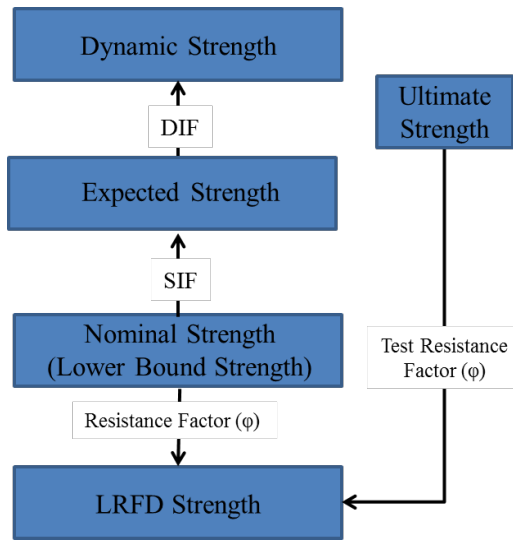 Dynamic Strength
DIF
Expected Strength
SIF
Nominal Strength
(Lower Bound Strength)
Resistance Factor (φ)
LRFD Strength
Ultimate
Strength
Test Resistance
Factor (φ)